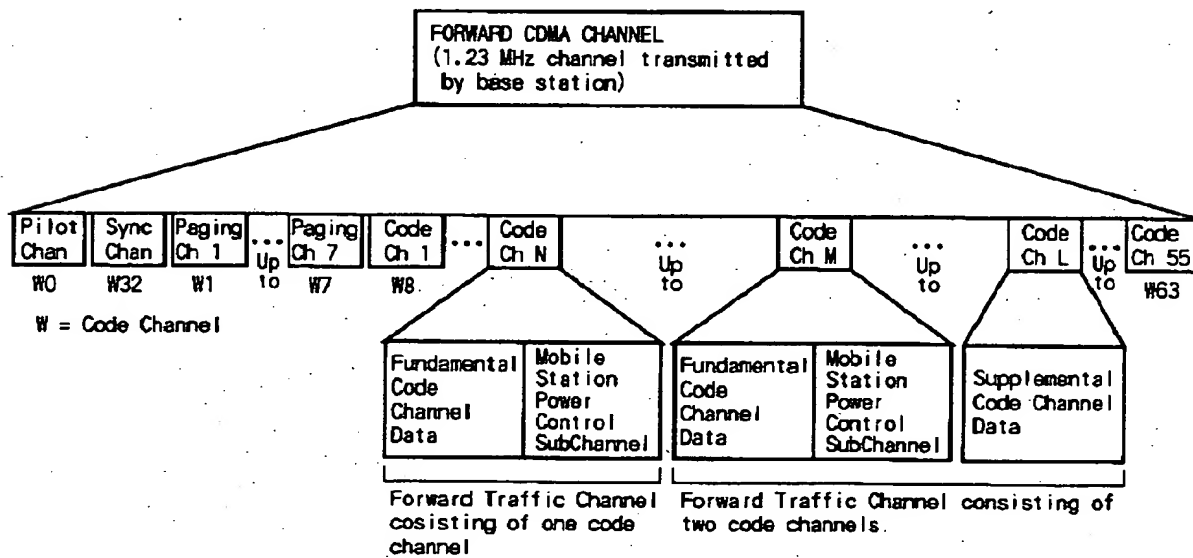 FORWARD CDMA CHANNEL
(1.23 MHz channel transmitted
by base station)
Pilot
Chan
Sync
Chan
Paging
Ch 1
...
Up
to
Paging
Ch 7
Code
Ch 1
...
Code
Ch N
...
Up
to
Code
Ch M
...
Up
to
Code
Ch L
...
Up
to
Code
Ch 55
W0
W32
W1
W7
W8
W63
W = Code Channel
Fundamental
Code
Channel
Data
Mobile
Station
Power
Control
SubChannel
Fundamental
Code
Channel
Data
Mobile
Station
Power
Control
SubChannel
Supplemental
Code Channel
Data
Forward Traffic Channel
cosisting of one code
channel
Forward Traffic Channel consisting of
two code channels.